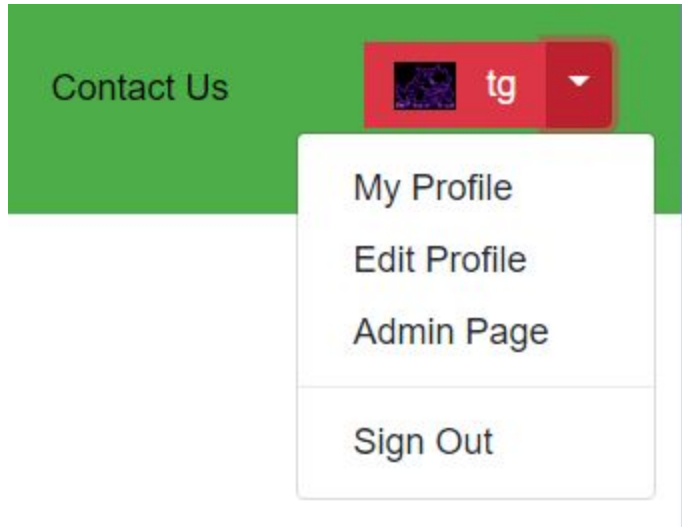 Contact Us
tg
My Profile
Edit Profile
Admin Page
Sign Out